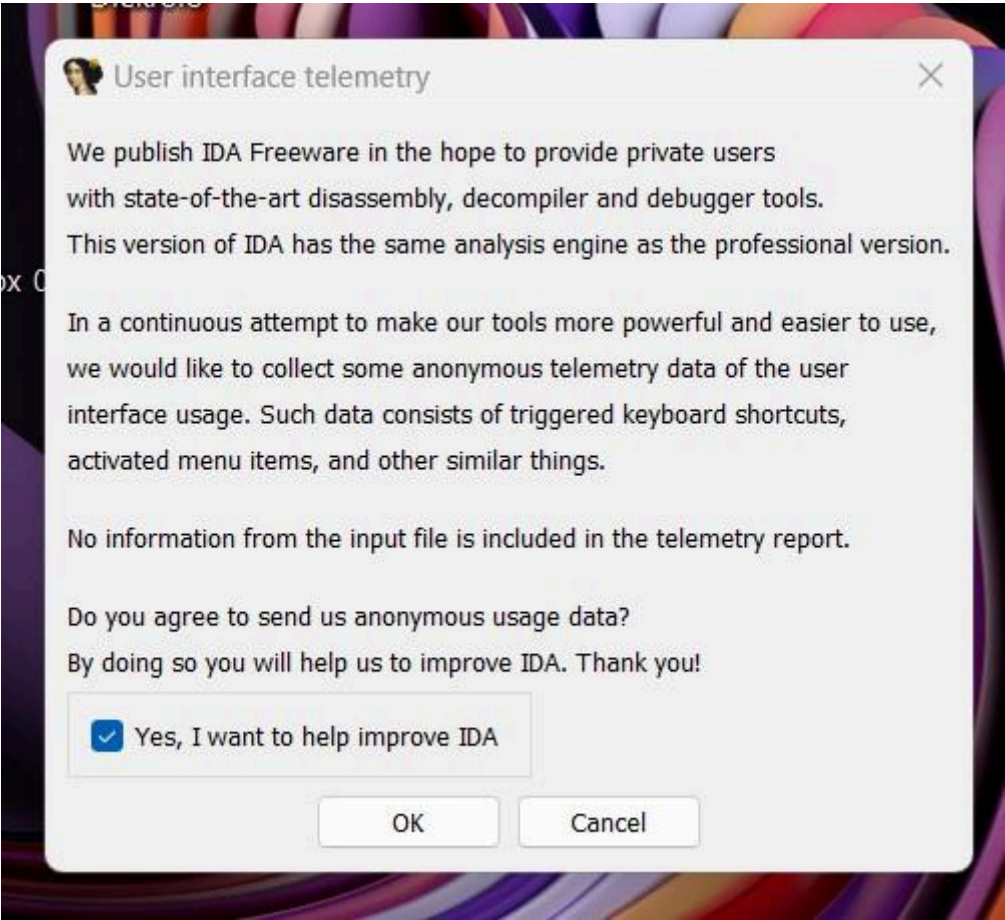 User interface telemetry
We publish IDA Freeware in the hope to provide private users
with state-of-the-art disassembly, decompiler and debugger tools.
This version of IDA has the same analysis engine as the professional version.
In a continuous attempt to make our tools more powerful and easier to use,
we would like to collect some anonymous telemetry data of the user
interface usage. Such data consists of triggered keyboard shortcuts,
activated menu items, and other similar things.
No information from the input file is included in the telemetry report.
Do you agree to send us anonymous usage data?
By doing so you will help us to improve IDA. Thank you!
Yes, I want to help improve IDA
OK Cancel